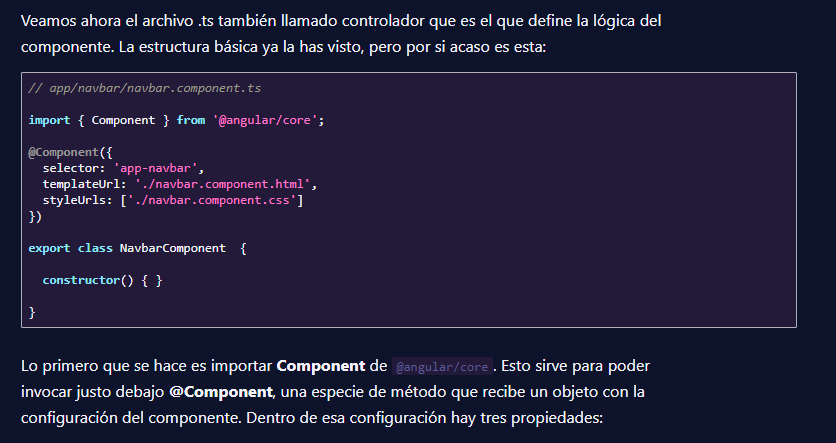 Veamos ahora el archivo .ts también llamado controlador que es el que define la lógica del
componente. La estructura básica ya la has visto, pero por si acaso es esta:
// app/navbar/navbar.component.ts
import { Component } from '@angular/core';
@Component({
  selector: 'app-navbar',
  templateUrl: './navbar.component.html',
  styleUrls: ['./navbar.component.css']
})
export class NavbarComponent  {
  constructor() { }
}
Lo primero que se hace es importar Component de @angular/core. Esto sirve para poder
invocar justo debajo @Component, una especie de método que recibe un objeto con la
configuración del componente. Dentro de esa configuración hay tres propiedades: